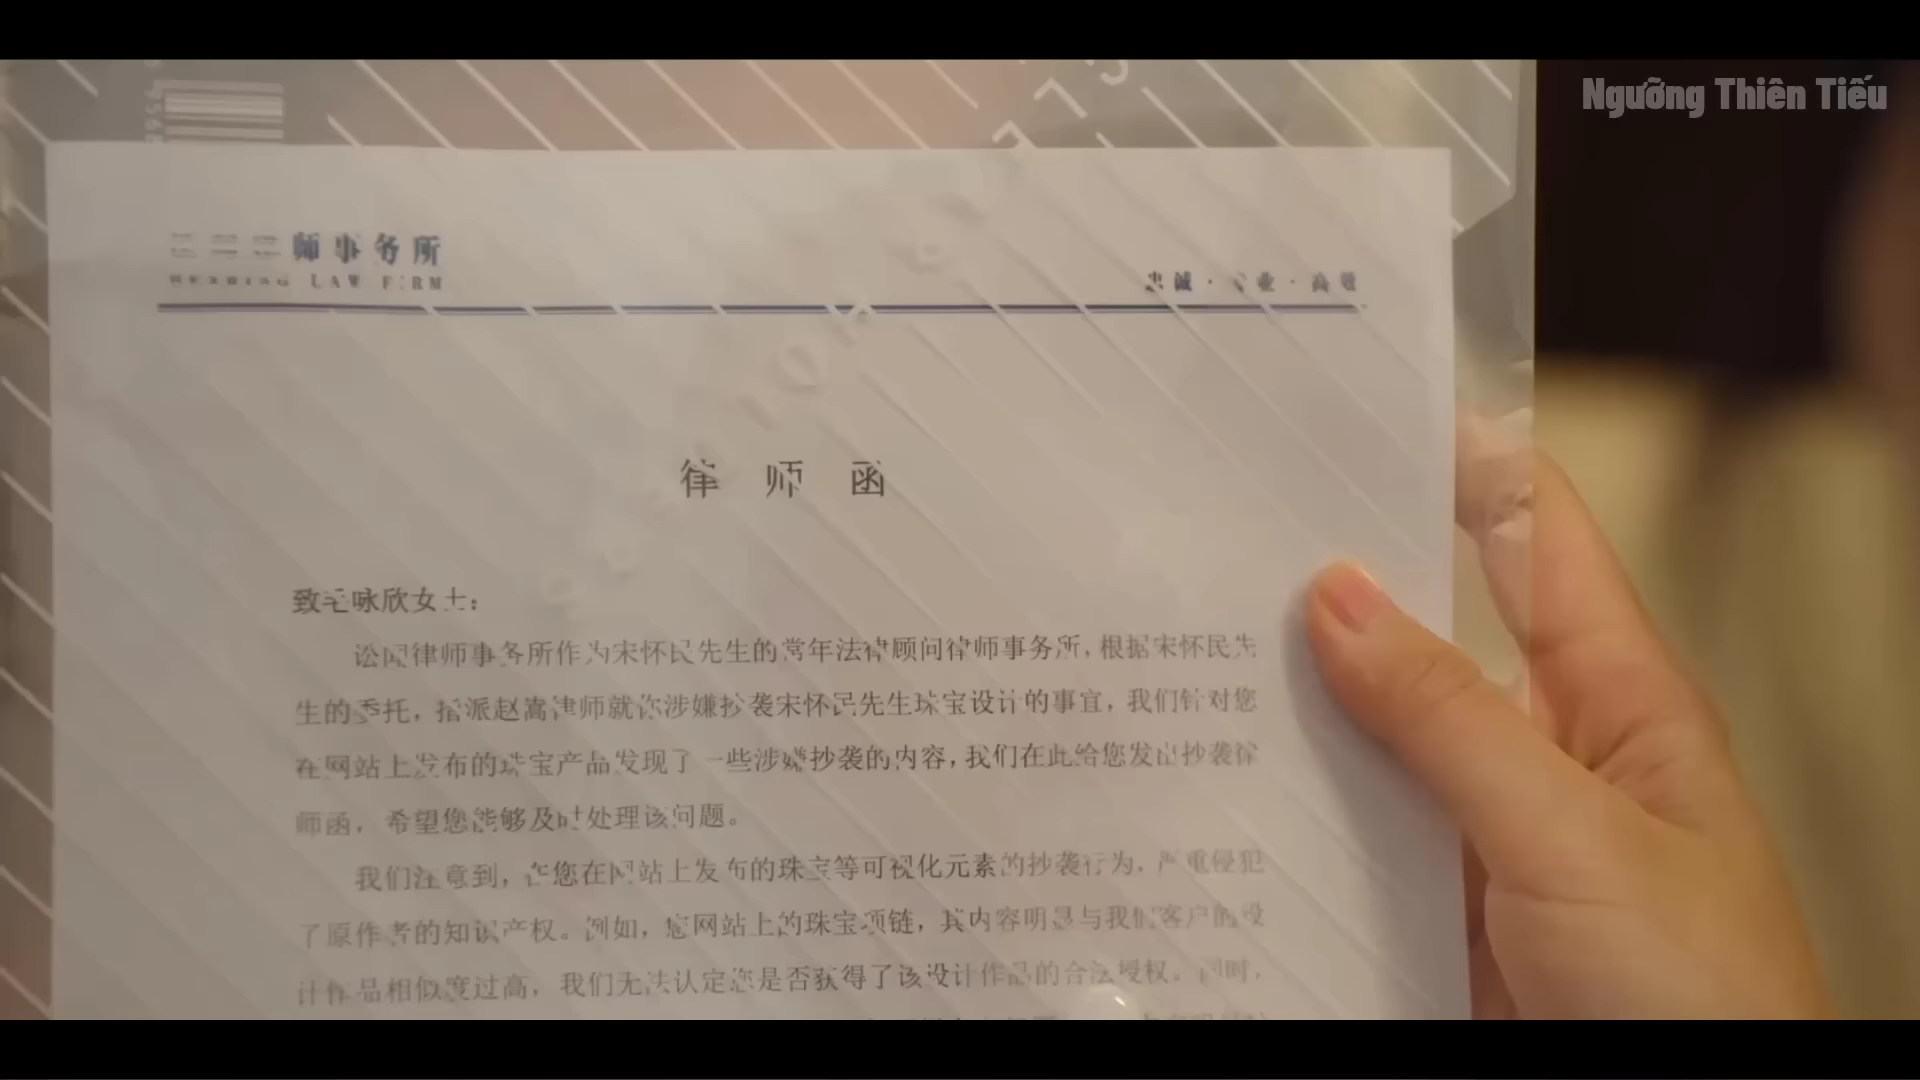 Ngưỡng Thiên Tiếu
师事务所
LAW FIRM
忠诚 · 业 · 高效
律师函
致毛咏欣女士：
讼闻律师事务所作为宋怀民先生的常年法律顾问律师事务所，根据宋怀民先
生的委托，指派赵嵩律师就你涉嫌抄袭宋怀民先生珠宝设计的事宜，我们针对您
在网站上发布的珠宝产品发现了一些涉嫌抄袭的内容，我们在此给您发出抄袭律
师函，希望您能够及时处理该问题。
我们注意到，在您在网站上发布的珠宝等可视化元素的抄袭行为，严重侵犯
了原作者的知识产权。例如，您网站上的珠宝项链，其内容明显与我们客户的设
计作品相似度过高，我们无法认定您是否获得了该设计作品的合法授权。同时，